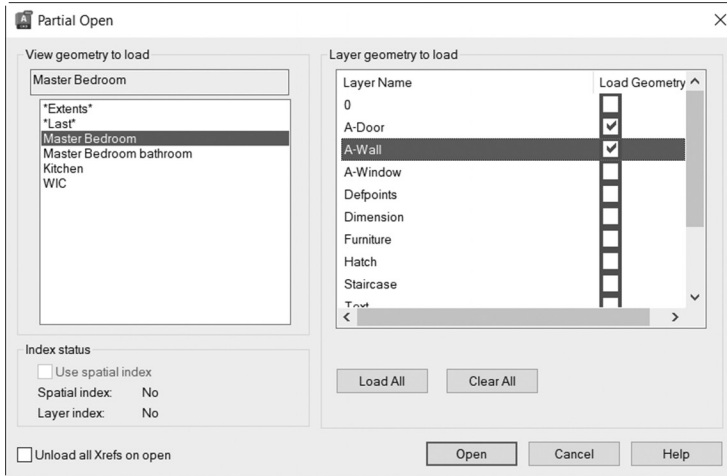 Partial Open
View geometry to load
Master Bedroom
*Extents*
*Last*
Master Bedroom
Master Bedroom bathroom
Kitchen
WIC
Index status
Use spatial index
Spatial index: No
Layer index: No
Unload all Xrefs on open
Layer geometry to load
Layer Name Load Geometry
0
A-Door
A-Wall
A-Window
Defpoints
Dimension
Furniture
Hatch
Staircase
Text
Load All Clear All
Open Cancel Help